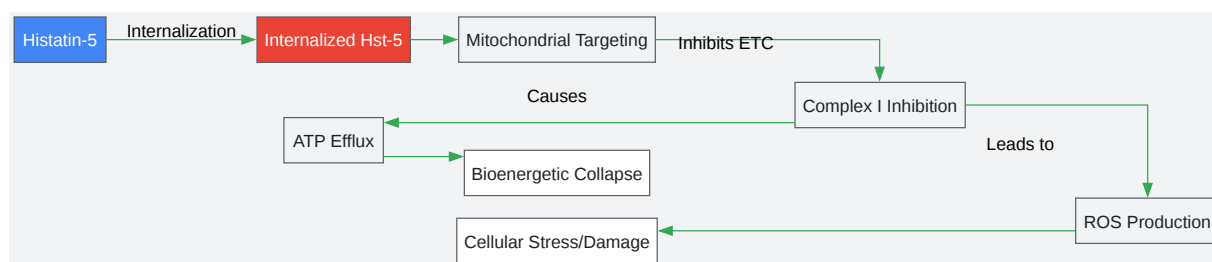 Histatin-5
Internalization
Internalized Hst-5
Mitochondrial Targeting
Inhibits ETC
Complex I Inhibition
Causes
ATP Efflux
Leads to
Bioenergetic Collapse
ROS Production
Cellular Stress/Damage